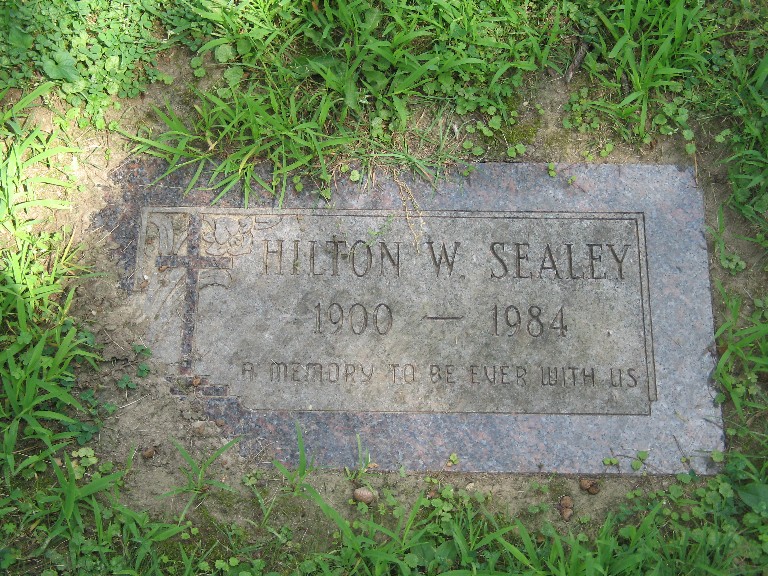 HILTON W. SEALEY
1900 — 1984
A MEMORY TO BE EVER WITH US